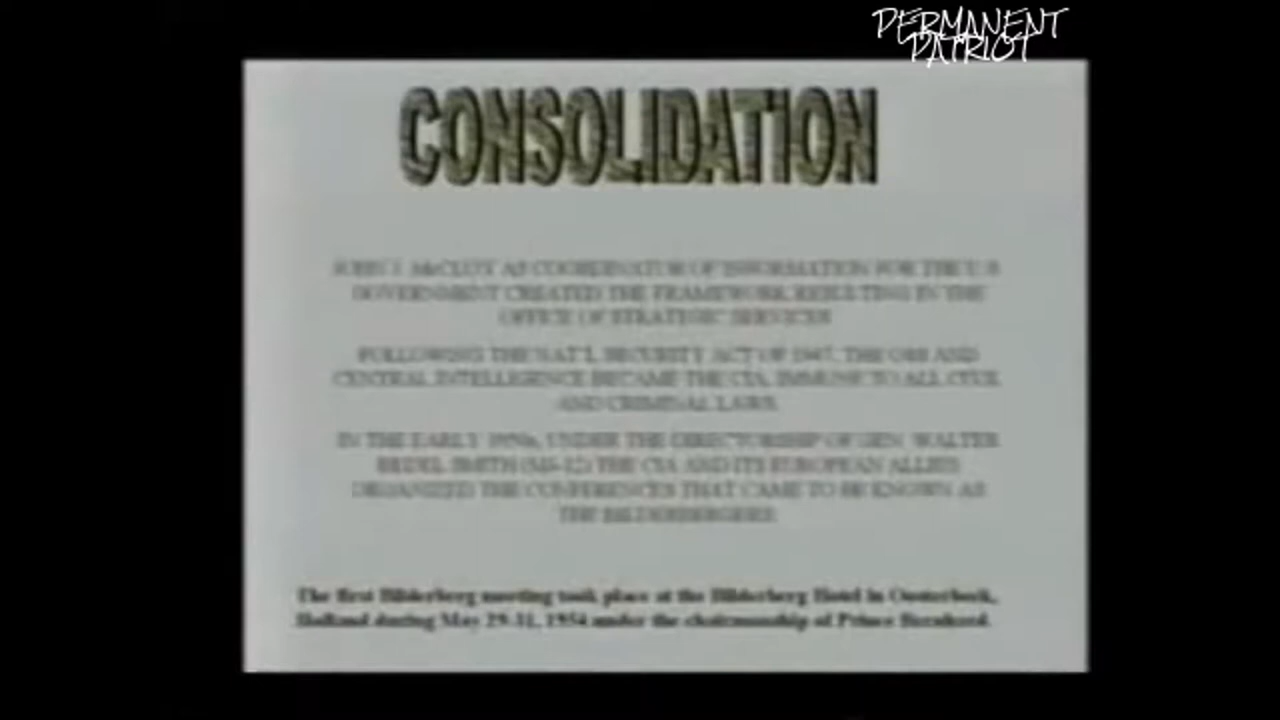 PERMANENT
PATRIOT
CONSOLIDATION
JOHN J. McCLOY AS COORDINATOR OF INFORMATION FOR THE U.S
GOVERNMENT CREATED THE FRAMEWORK RESULTING IN THE
OFFICE OF STRATEGIC SERVICES
FOLLOWING THE NAT'L SECURITY ACT OF 1947, THE OSS AND
CENTRAL INTELLIGENCE BECAME THE CIA, IMMUNE TO ALL CIVIL
AND CRIMINAL LAWS
IN THE EARLY 1950s, UNDER THE DIRECTORSHIP OF GEN. WALTER
BEDEL SMITH (MJ-12) THE CIA AND ITS EUROPEAN ALLIES
ORGANIZED THE CONFERENCES THAT CAME TO BE KNOWN AS
THE BILDERBERGERS
The first Bilderberg meeting took place at the Bilderberg Hotel in Oosterbeek,
Holland during May 29-31, 1954 under the chairmanship of Prince Bernhard.